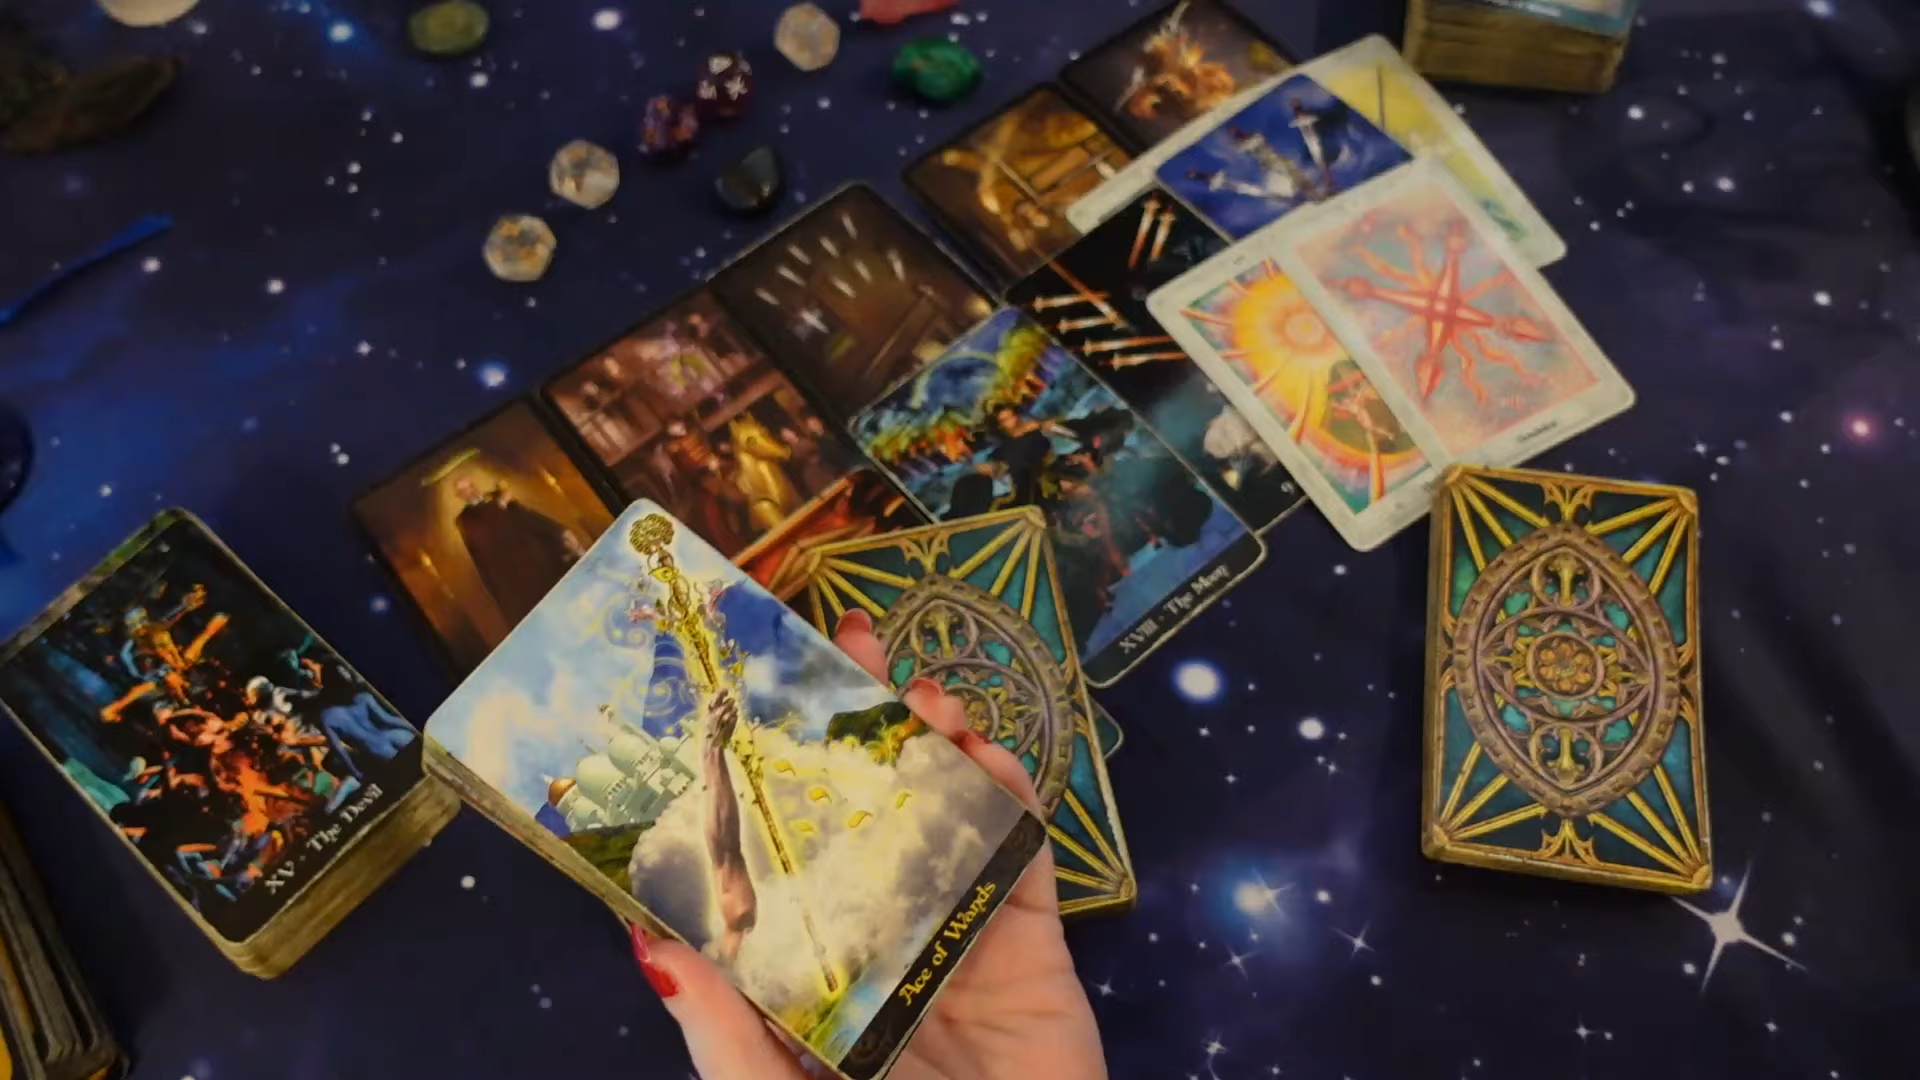 XVIII · The Moon
XV · The Devil
Ace of Wands